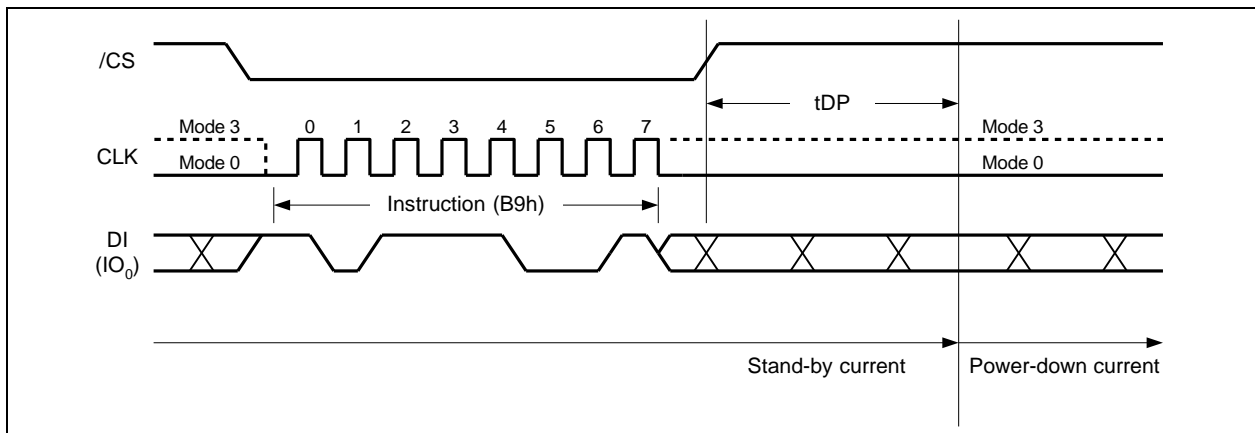 /CS
tDP
Mode 3 0 1 2 3 4 5 6 7 Mode 3
CLK
Mode 0 Mode 0
Instruction (B9h)
DI
(IO₀)
Stand-by current Power-down current